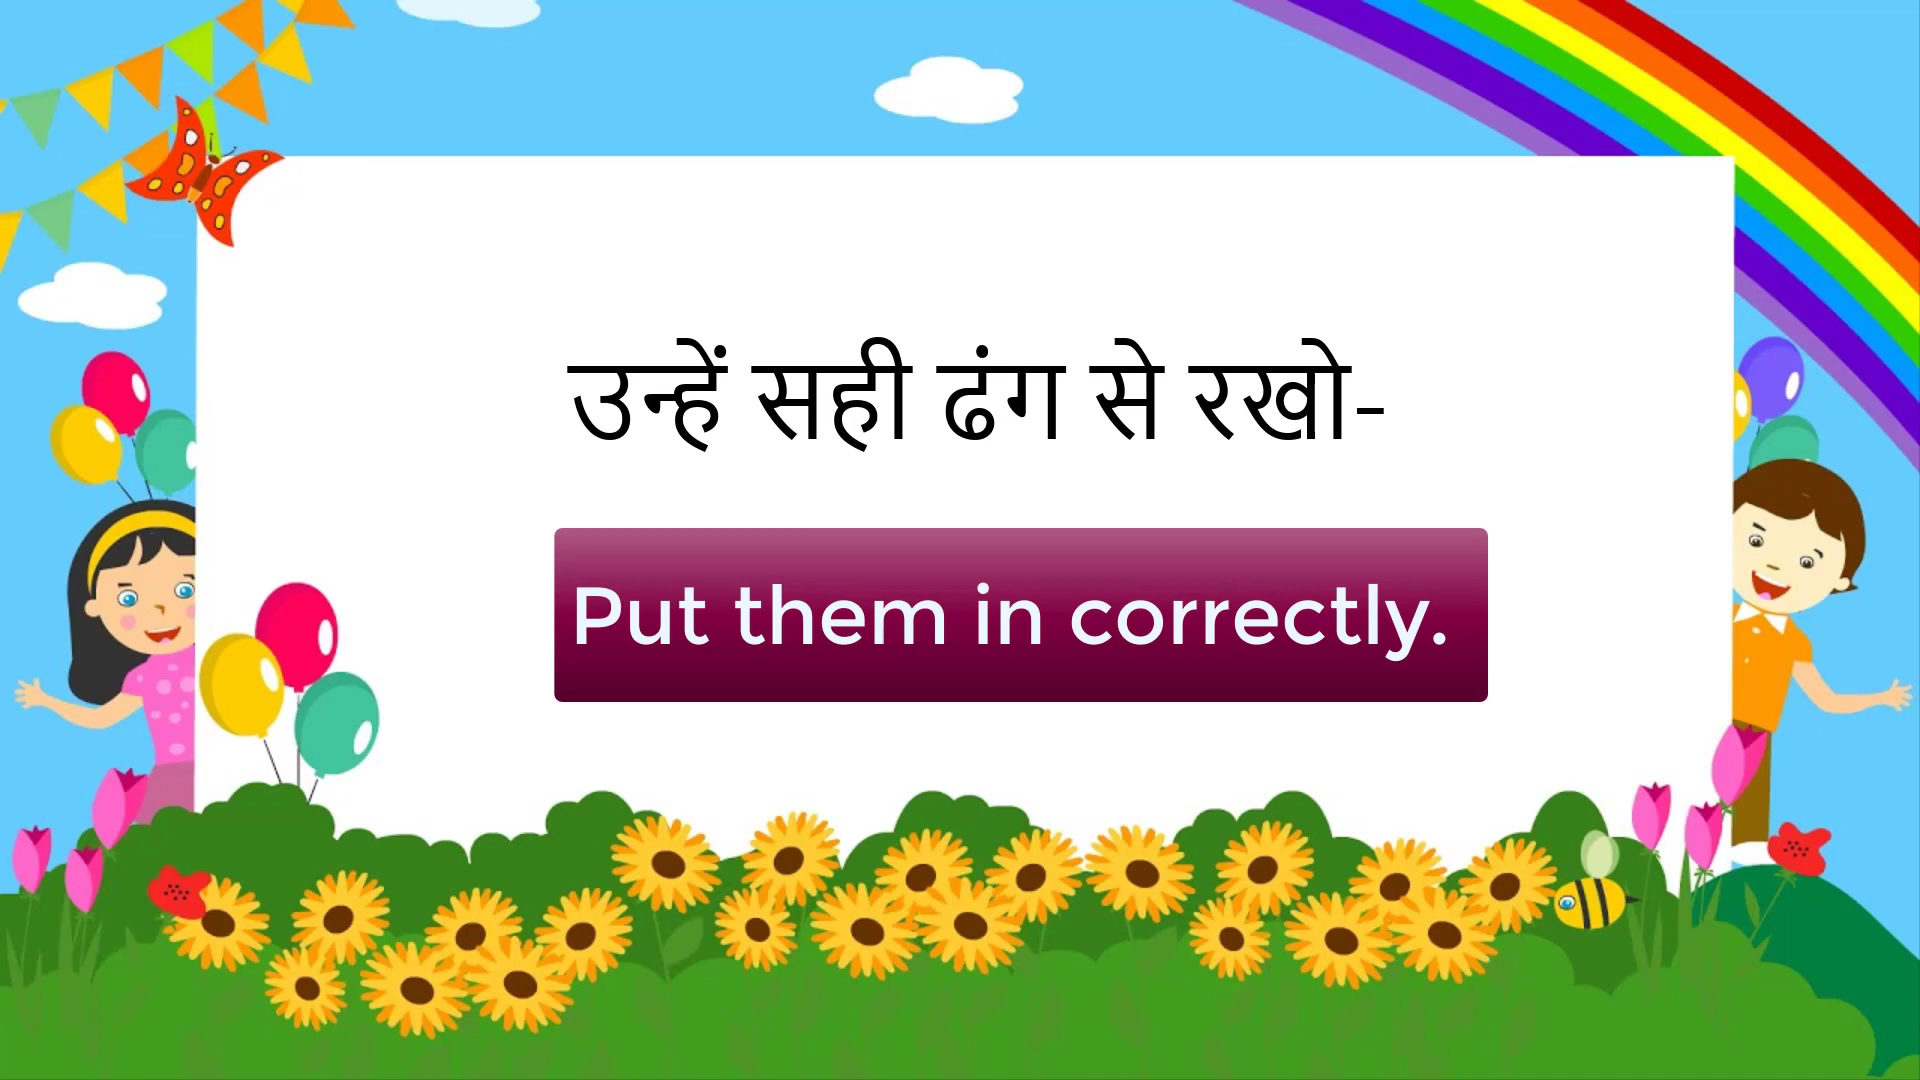 उन्हें सही ढंग से रखो-
Put them in correctly.